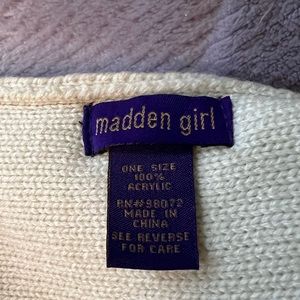 madden girl
ONE SIZE
100%
ACRYLIC
RN#98072
MADE IN
CHINA
SEE REVERSE
FOR CARE